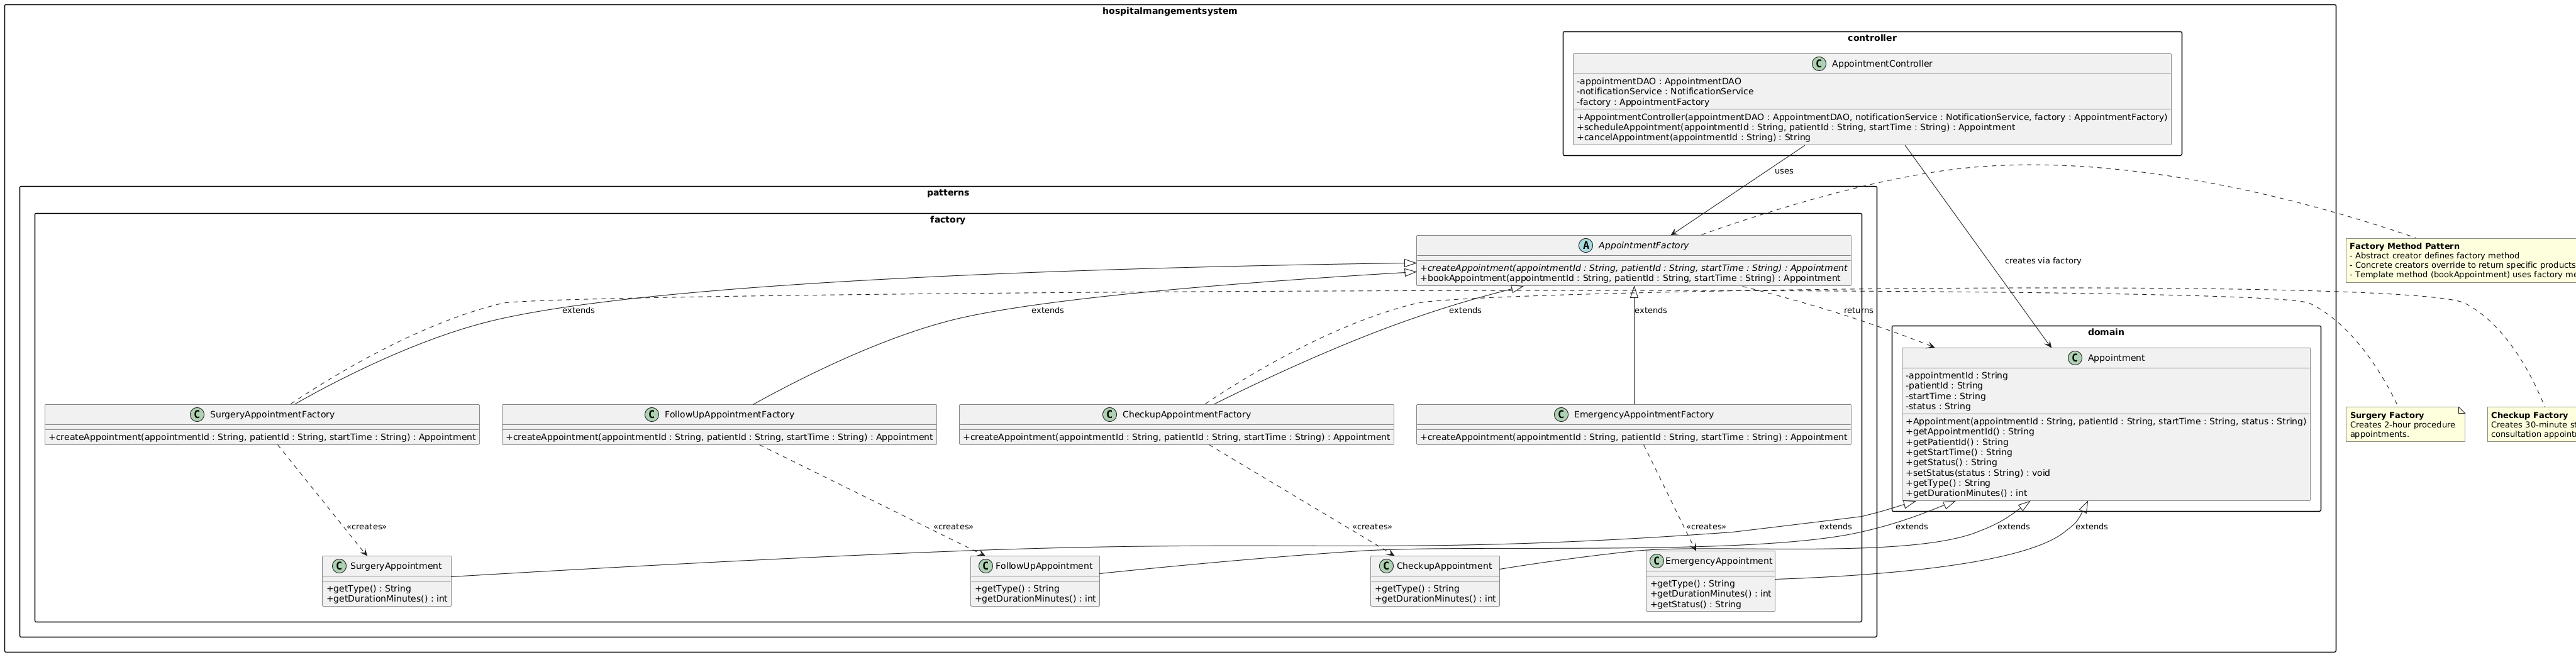 hospitalmangementsystem
controller
C AppointmentController
-appointmentDAO : AppointmentDAO
-notificationService : NotificationService
-factory : AppointmentFactory
+AppointmentController(appointmentDAO : AppointmentDAO, notificationService : NotificationService, factory : AppointmentFactory)
+scheduleAppointment(appointmentId : String, patientId : String, startTime : String) : Appointment
+cancelAppointment(appointmentId : String) : String
uses
patterns
factory
A AppointmentFactory
+createAppointment(appointmentId : String, patientId : String, startTime : String) : Appointment
+bookAppointment(appointmentId : String, patientId : String, startTime : String) : Appointment
creates via factory
Factory Method Pattern
- Abstract creator defines factory method
- Concrete creators override to return specific products
- Template method (bookAppointment) uses factory
extends
extends
extends
extends
returns
domain
C Appointment
-appointmentId : String
-patientId : String
-startTime : String
-status : String
+Appointment(appointmentId : String, patientId : String, startTime : String, status : String)
+getAppointmentId() : String
+getPatientId() : String
+getStartTime() : String
+getStatus() : String
+setStatus(status : String) : void
+getType() : String
+getDurationMinutes() : int
C SurgeryAppointmentFactory
+createAppointment(appointmentId : String, patientId : String, startTime : String) : Appointment
C FollowUpAppointmentFactory
+createAppointment(appointmentId : String, patientId : String, startTime : String) : Appointment
C CheckupAppointmentFactory
+createAppointment(appointmentId : String, patientId : String, startTime : String) : Appointment
C EmergencyAppointmentFactory
+createAppointment(appointmentId : String, patientId : String, startTime : String) : Appointment
Surgery Factory
Creates 2-hour procedure
appointments.
Checkup Factory
Creates 30-minute
consultation
«creates»
«creates»
«creates»
«creates»
extends
extends
extends
extends
C SurgeryAppointment
+getType() : String
+getDurationMinutes() : int
C FollowUpAppointment
+getType() : String
+getDurationMinutes() : int
C CheckupAppointment
+getType() : String
+getDurationMinutes() : int
C EmergencyAppointment
+getType() : String
+getDurationMinutes() : int
+getStatus() : String